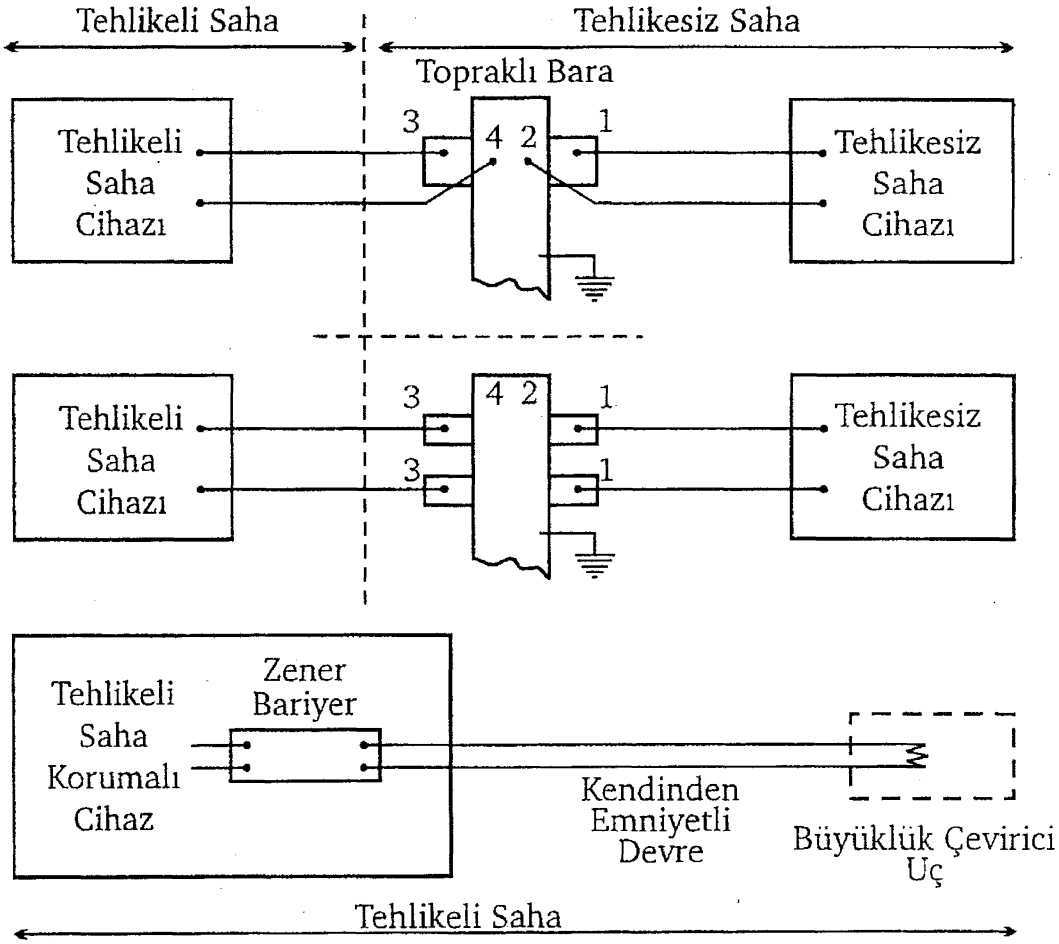 Tehlikeli Saha
Tehlikesiz Saha
Topraklı Bara
Tehlikeli
Saha
Cihazı
3
4 2
1
Tehlikesiz
Saha
Cihazı
Tehlikeli
Saha
Cihazı
3
4 2
1
3
1
Tehlikesiz
Saha
Cihazı
Tehlikeli
Saha
Korumalı
Cihaz
Zener
Bariyer
Kendinden
Emniyetli
Devre
Büyüklük Çevirici
Uç
Tehlikeli Saha